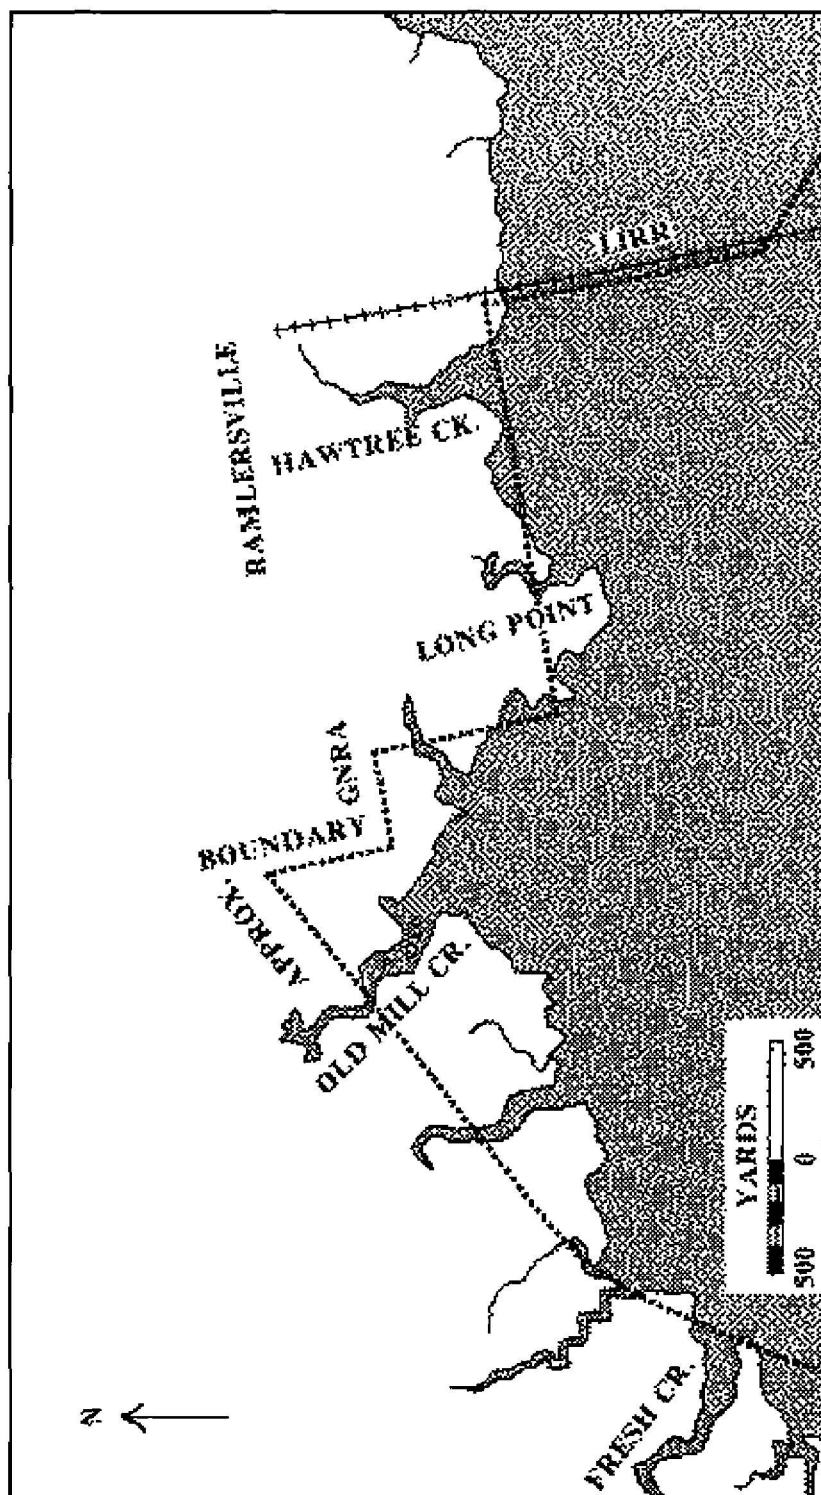 LIRR
RAMLERSVILLE
HAWTREE CK.
LONG POINT
GNRA
BOUNDARY
APPROX.
OLD MILL CR.
FRESH CR.
YARDS
500 0 500
N